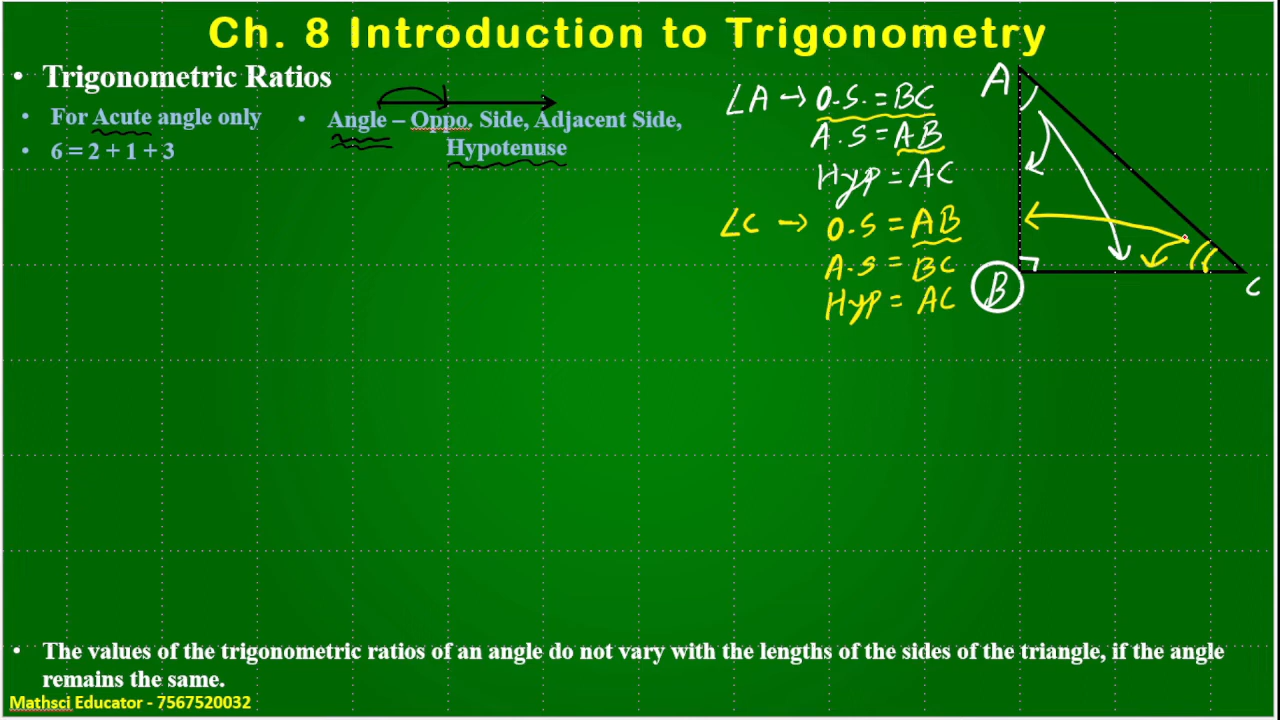 Ch. 8 Introduction to Trigonometry
• Trigonometric Ratios
• For Acute angle only
• 6 = 2 + 1 + 3
• Angle – Oppo. Side, Adjacent Side,
Hypotenuse
∠A → O.S. = BC
A.S = AB
Hyp = AC
∠C → O.S = AB
A.S = BC
Hyp = AC
A
B
C
• The values of the trigonometric ratios of an angle do not vary with the lengths of the sides of the triangle, if the angle
remains the same.
Mathsci Educator - 7567520032